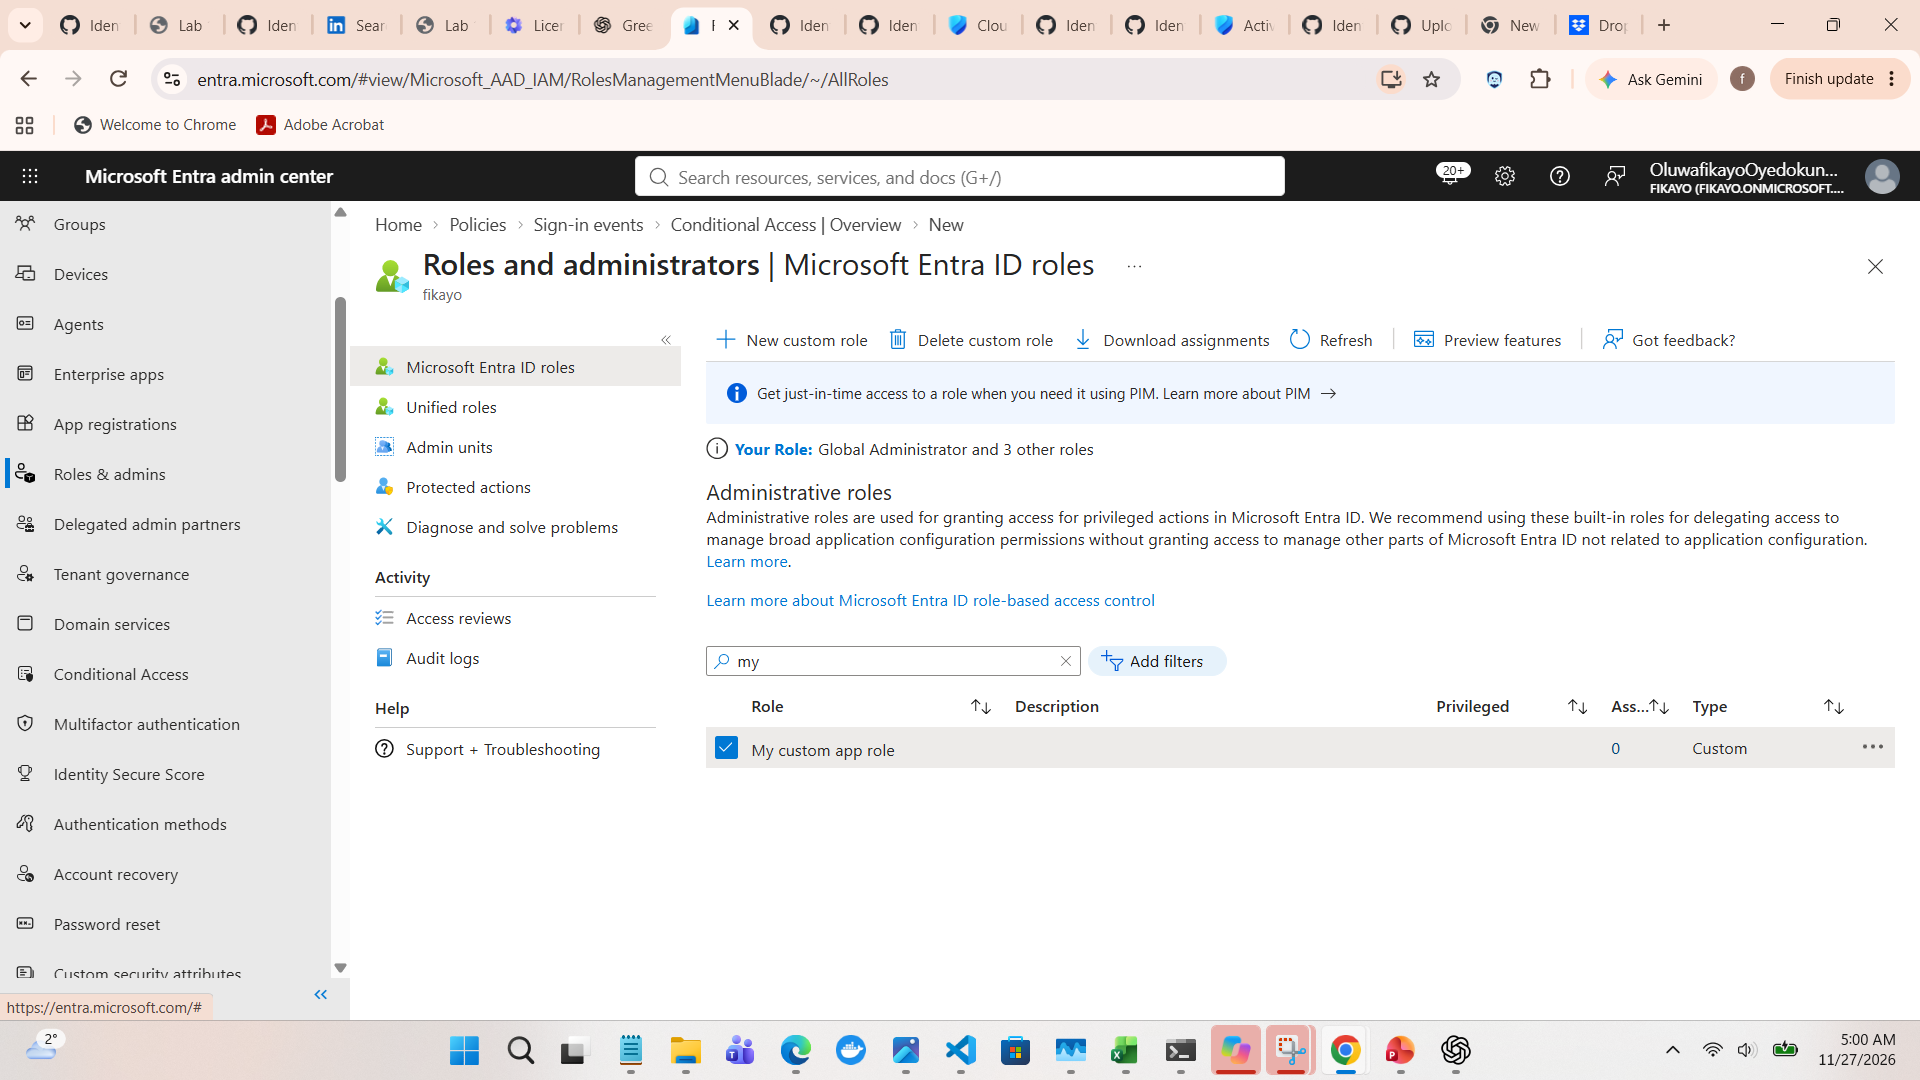 Iden
Lab
Iden
Sear
Lab
Licer
Gree
F
Iden
Iden
Clou
Iden
Iden
Activ
Iden
Uplo
New
Drop
entra.microsoft.com/#view/Microsoft_AAD_IAM/RolesManagementMenuBlade/~/AllRoles
Ask Gemini
f
Finish update
Welcome to Chrome
Adobe Acrobat
Microsoft Entra admin center
Search resources, services, and docs (G+/)
20+
OluwafikayoOyedokun...
FIKAYO (FIKAYO.ONMICROSOFT....
Groups
Devices
Agents
Enterprise apps
App registrations
Roles & admins
Delegated admin partners
Tenant governance
Domain services
Conditional Access
Multifactor authentication
Identity Secure Score
Authentication methods
Account recovery
Password reset
Custom security attributes
https://entra.microsoft.com/#
Home > Policies > Sign-in events > Conditional Access | Overview > New
Roles and administrators | Microsoft Entra ID roles ...
fikayo
Microsoft Entra ID roles
Unified roles
Admin units
Protected actions
Diagnose and solve problems
Activity
Access reviews
Audit logs
Help
Support + Troubleshooting
New custom role
Delete custom role
Download assignments
Refresh
Preview features
Got feedback?
Get just-in-time access to a role when you need it using PIM. Learn more about PIM →
Your Role: Global Administrator and 3 other roles
Administrative roles
Administrative roles are used for granting access for privileged actions in Microsoft Entra ID. We recommend using these built-in roles for delegating access to
manage broad application configuration permissions without granting access to manage other parts of Microsoft Entra ID not related to application configuration.
Learn more.
Learn more about Microsoft Entra ID role-based access control
my
Add filters
Role
Description
Privileged
Ass...
Type
My custom app role
0
Custom
2°
5:00 AM
11/27/2026